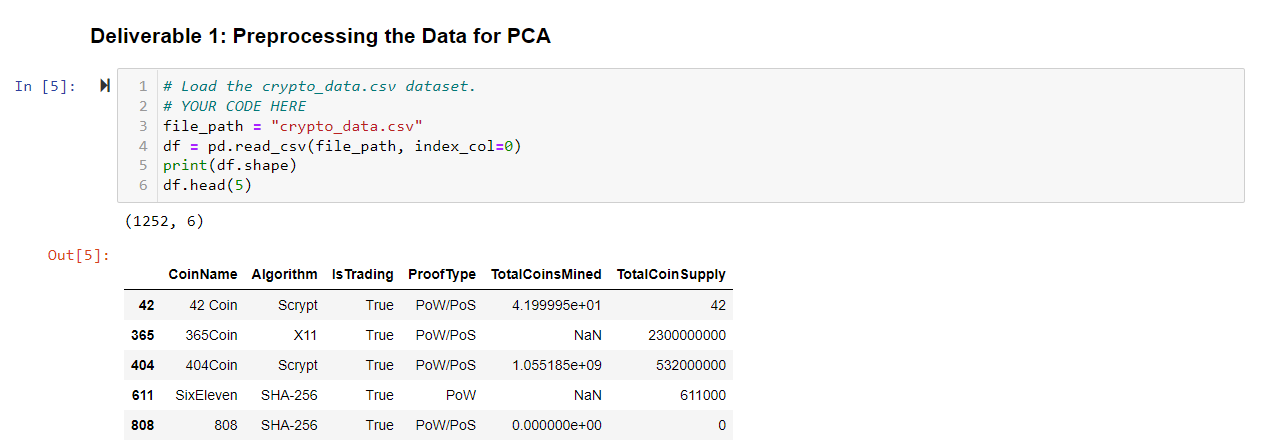 Deliverable 1: Preprocessing the Data for PCA
In [5]:
1 # Load the crypto_data.csv dataset.
2 # YOUR CODE HERE
3 file_path = "crypto_data.csv"
4 df = pd.read_csv(file_path, index_col=0)
5 print(df.shape)
6 df.head(5)
(1252, 6)
Out[5]:
CoinName Algorithm IsTrading ProofType TotalCoinsMined TotalCoinSupply
42 42 Coin Scrypt True PoW/PoS 4.199995e+01 42
365 365Coin X11 True PoW/PoS NaN 2300000000
404 404Coin Scrypt True PoW/PoS 1.055185e+09 532000000
611 SixEleven SHA-256 True PoW NaN 611000
808 808 SHA-256 True PoW/PoS 0.000000e+00 0